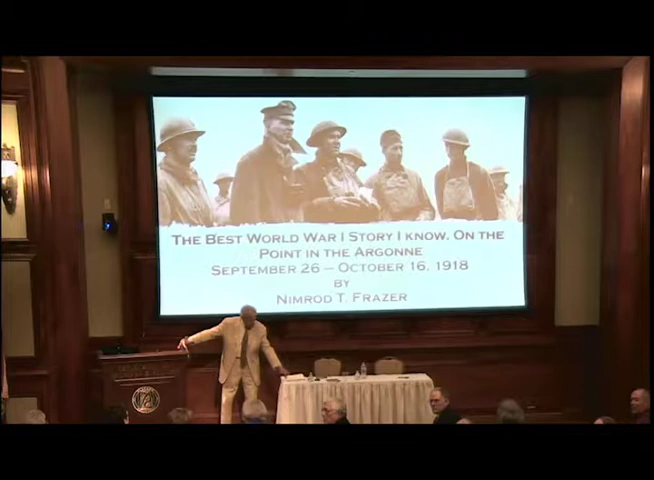 The Best World War I Story I know. On the
Point in the Argonne
September 26 – October 16, 1918
by
Nimrod T. Frazer